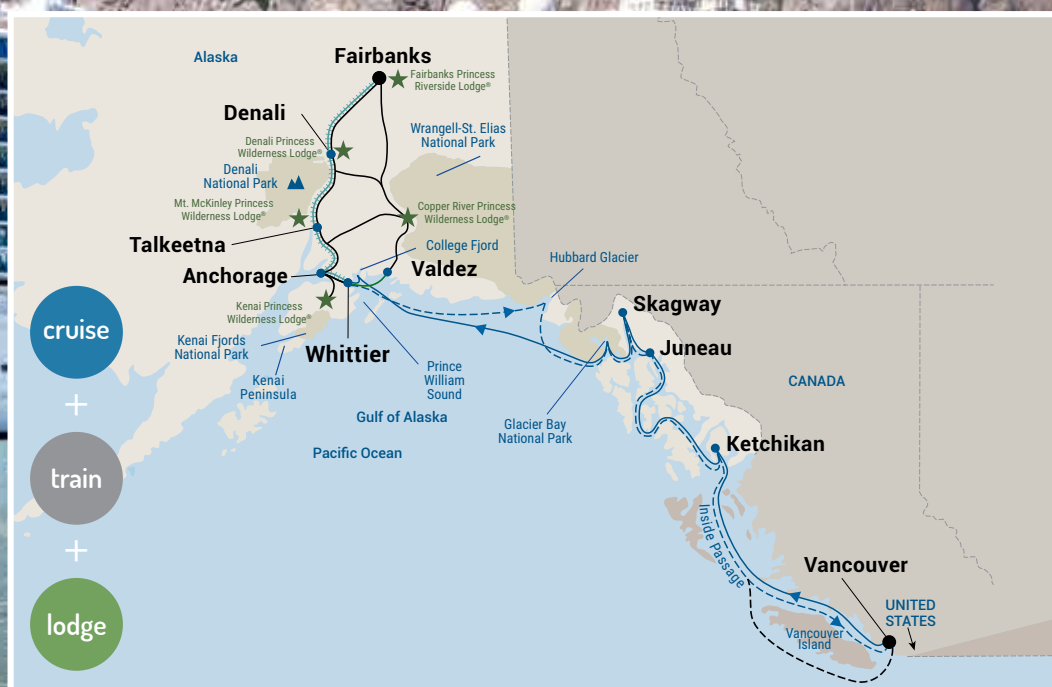 Alaska
Fairbanks
Fairbanks Princess
Riverside Lodge®
Denali
Denali Princess
Wilderness Lodge®
Wrangell-St. Elias
National Park
Denali
National Park
Mt. McKinley Princess
Wilderness Lodge®
Copper River Princess
Wilderness Lodge®
Talkeetna
College Fjord
Anchorage
Valdez
Hubbard Glacier
Kenai Princess
Wilderness Lodge®
Skagway
cruise
Kenai Fjords
National Park
Whittier
Juneau
Prince
William
Sound
Kenai
Peninsula
CANADA
+
Gulf of Alaska
Glacier Bay
National Park
Pacific Ocean
Ketchikan
train
Inside Passage
+
Vancouver
lodge
UNITED
STATES
Vancouver
Island